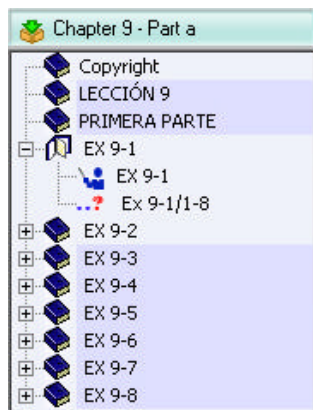 Chapter 9 - Part a
Copyright
LECCIÓN 9
PRIMERA PARTE
EX 9-1
EX 9-1
Ex 9-1/1-8
EX 9-2
EX 9-3
EX 9-4
EX 9-5
EX 9-6
EX 9-7
EX 9-8